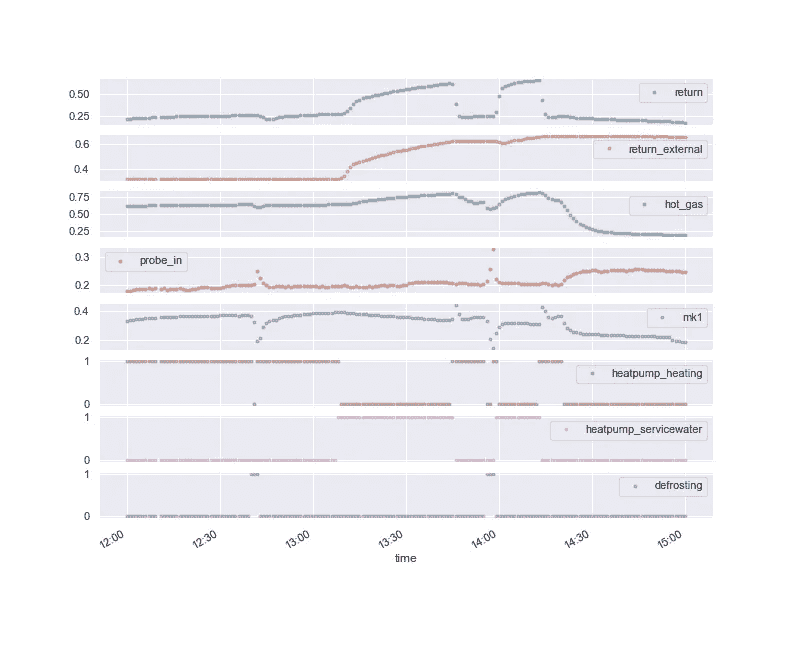 0.50
return
0.25
0.6
return_external
0.4
0.75
hot_gas
0.50
0.25
0.3
probe_in
0.2
0.4
mk1
0.2
1
heatpump_heating
0
1
heatpump_servicewater
0
1
defrosting
0
12:00 12:30 13:00 13:30 14:00 14:30 15:00
time